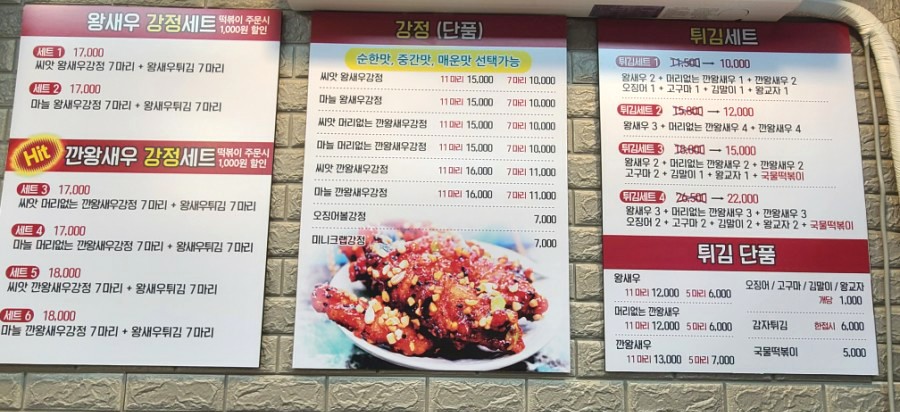 왕새우 강정세트 떡볶이 주문시
1,000원 할인
세트 1 17,000
씨앗 왕새우강정 7마리 + 왕새우튀김 7마리
세트 2 17,000
마늘 왕새우강정 7마리 + 왕새우튀김 7마리
Hit 깐왕새우 강정세트 떡볶이 주문시
1,000원 할인
세트 3 17,000
씨앗 머리없는 깐왕새우강정 7마리 + 왕새우튀김 7마리
세트 4 17,000
마늘 머리없는 깐왕새우강정 7마리 + 왕새우튀김 7마리
세트 5 18,000
씨앗 깐왕새우강정 7마리 + 왕새우튀김 7마리
세트 6 18,000
마늘 깐왕새우강정 7마리 + 왕새우튀김 7마리
강정 (단품)
순한맛, 중간맛, 매운맛 선택가능
씨앗 왕새우강정 11마리 15,000 7마리 10,000
마늘 왕새우강정 11마리 15,000 7마리 10,000
씨앗 머리없는 깐왕새우강정 11마리 15,000 7마리 10,000
마늘 머리없는 깐왕새우강정 11마리 15,000 7마리 10,000
씨앗 깐왕새우강정 11마리 16,000 7마리 11,000
마늘 깐왕새우강정 11마리 16,000 7마리 11,000
오징어볼강정 7,000
미니크랩강정 7,000
튀김세트
튀김세트 1 11,500 → 10,000
왕새우 2 + 머리없는 깐왕새우 1 + 깐왕새우 2
오징어 1 + 고구마 1 + 김말이 1 + 왕교자 1
튀김세트 2 15,800 → 12,000
왕새우 3 + 머리없는 깐왕새우 4 + 깐왕새우 4
튀김세트 3 18,000 → 15,000
왕새우 2 + 머리없는 깐왕새우 2 + 깐왕새우 2
고구마 2 + 김말이 1 + 왕교자 1 + 국물떡볶이
튀김세트 4 26,500 → 22,000
왕새우 3 + 머리없는 깐왕새우 3 + 깐왕새우 3
오징어 2 + 고구마 2 + 김말이 2 + 왕교자 2 + 국물떡볶이
튀김 단품
왕새우
11마리 12,000 5마리 6,000
머리없는 깐왕새우
11마리 12,000 5마리 6,000
깐왕새우
11마리 13,000 5마리 7,000
오징어 / 고구마 / 김말이 / 왕교자
개당 1,000
감자튀김 한접시 6,000
국물떡볶이 5,000